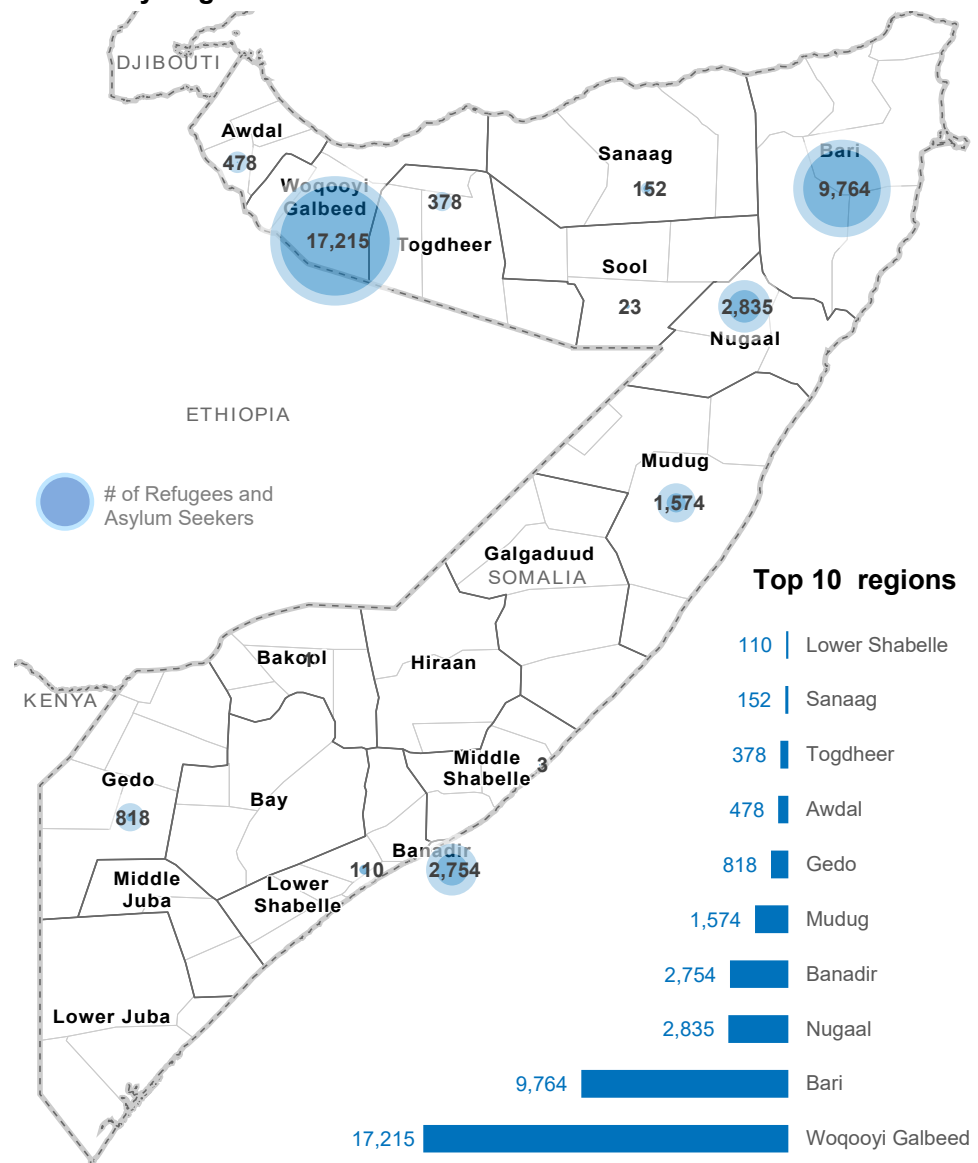 DJIBOUTI
Awdal
478
Woqooyi
Galbeed
17,215
378
Togdheer
Sanaag
152
Bari
9,764
Sool
23
2,835
Nugaal
ETHIOPIA
Mudug
1,574
# of Refugees and
Asylum Seekers
Galgaduud
SOMALIA
Bakool
Hiraan
KENYA
Gedo
818
Bay
Middle
Shabelle
3
Banadir
2,754
110
Lower
Shabelle
Middle
Juba
Lower Juba
Top 10 regions
110 Lower Shabelle
152 Sanaag
378 Togdheer
478 Awdal
818 Gedo
1,574 Mudug
2,754 Banadir
2,835 Nugaal
9,764 Bari
17,215 Woqooyi Galbeed